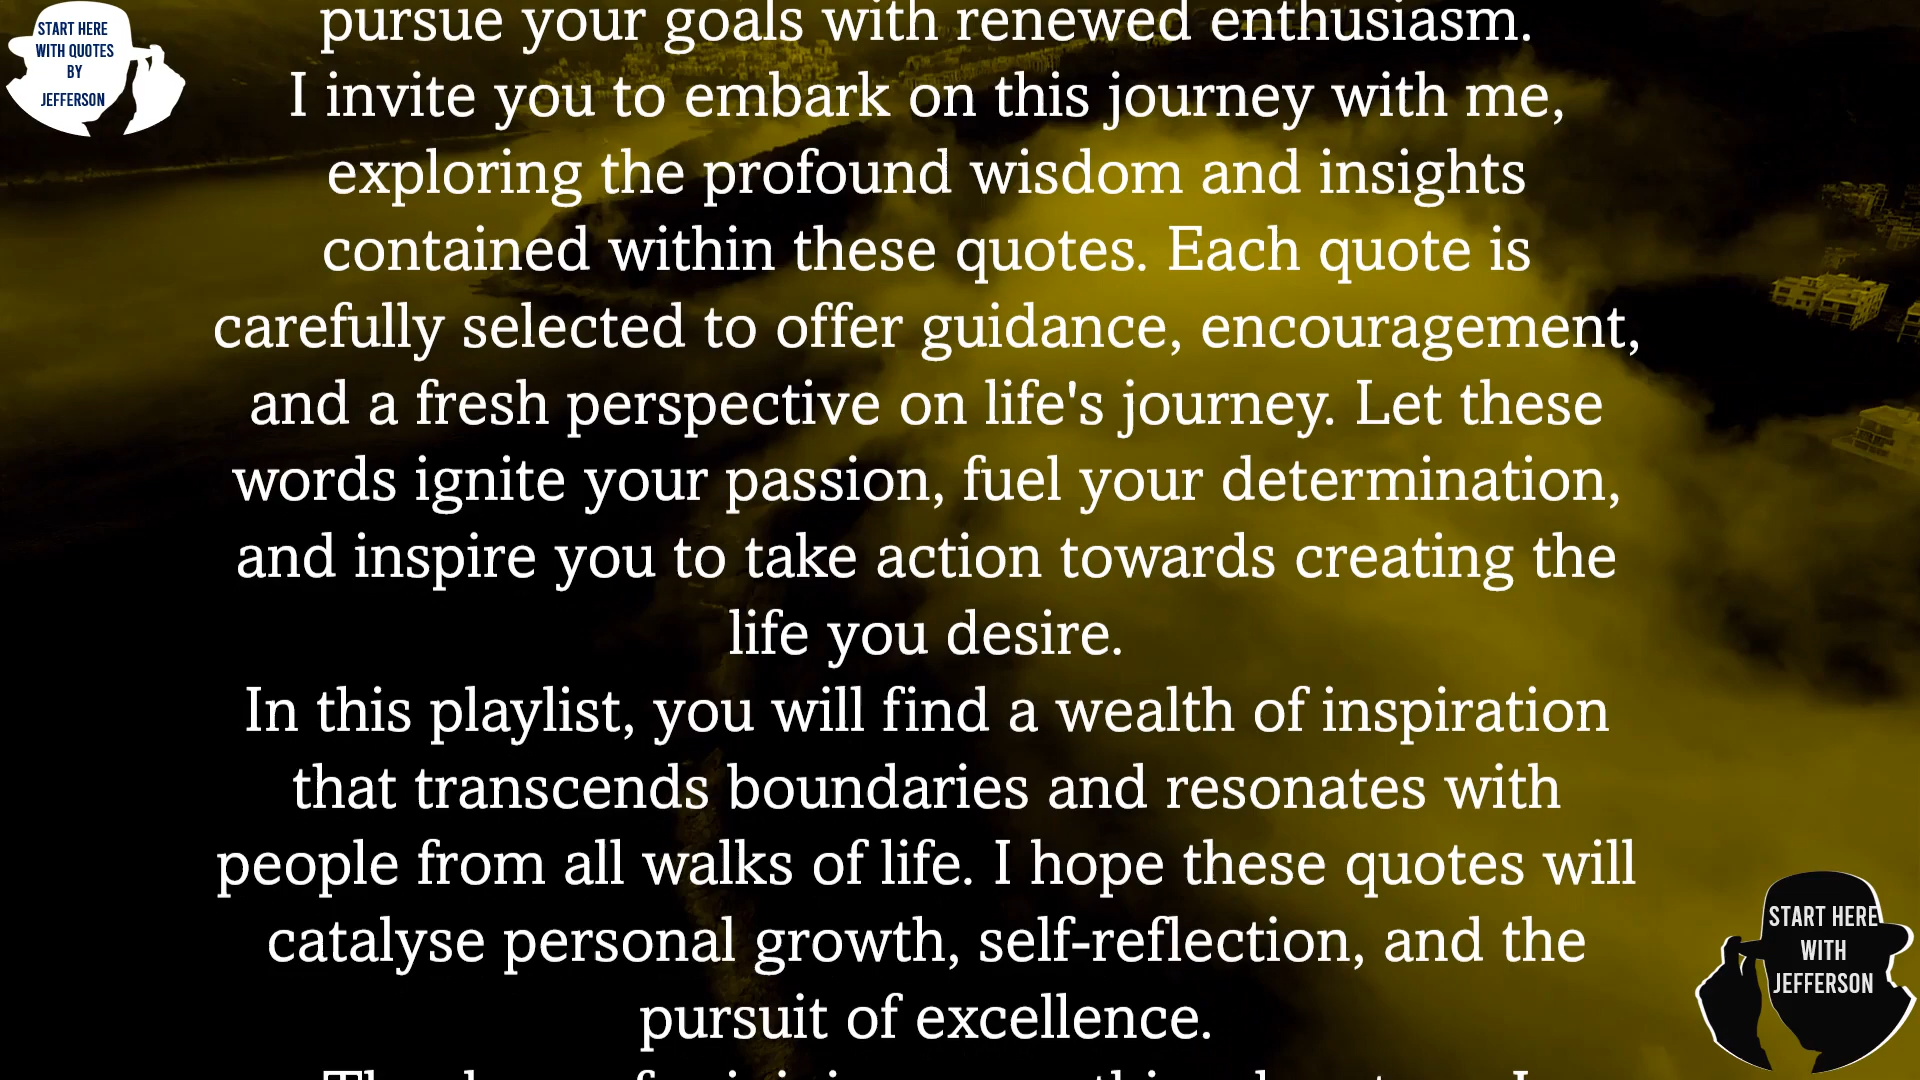 START HERE
WITH QUOTES
BY
JEFFERSON
pursue your goals with renewed enthusiasm.
I invite you to embark on this journey with me,
exploring the profound wisdom and insights
contained within these quotes. Each quote is
carefully selected to offer guidance, encouragement,
and a fresh perspective on life's journey. Let these
words ignite your passion, fuel your determination,
and inspire you to take action towards creating the
life you desire.
In this playlist, you will find a wealth of inspiration
that transcends boundaries and resonates with
people from all walks of life. I hope these quotes will
catalyse personal growth, self-reflection, and the
pursuit of excellence.
START HERE
WITH
JEFFERSON